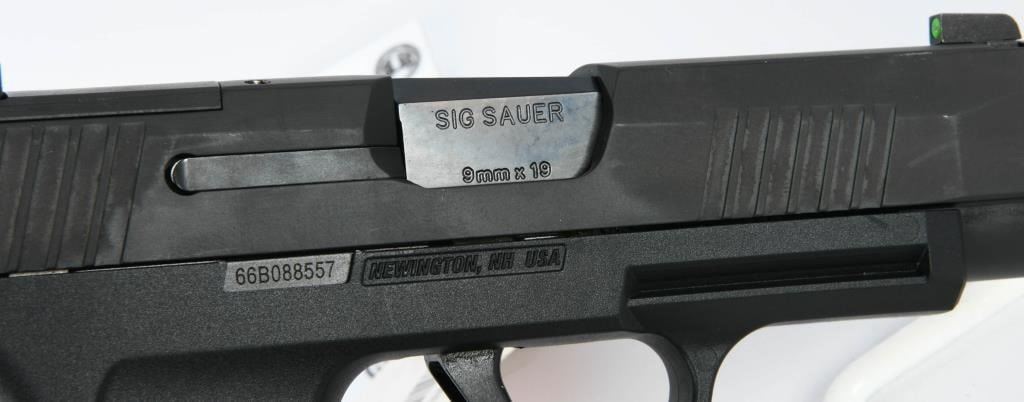 SIG SAUER
9mm x 19
66B088557
NEWINGTON, NH USA